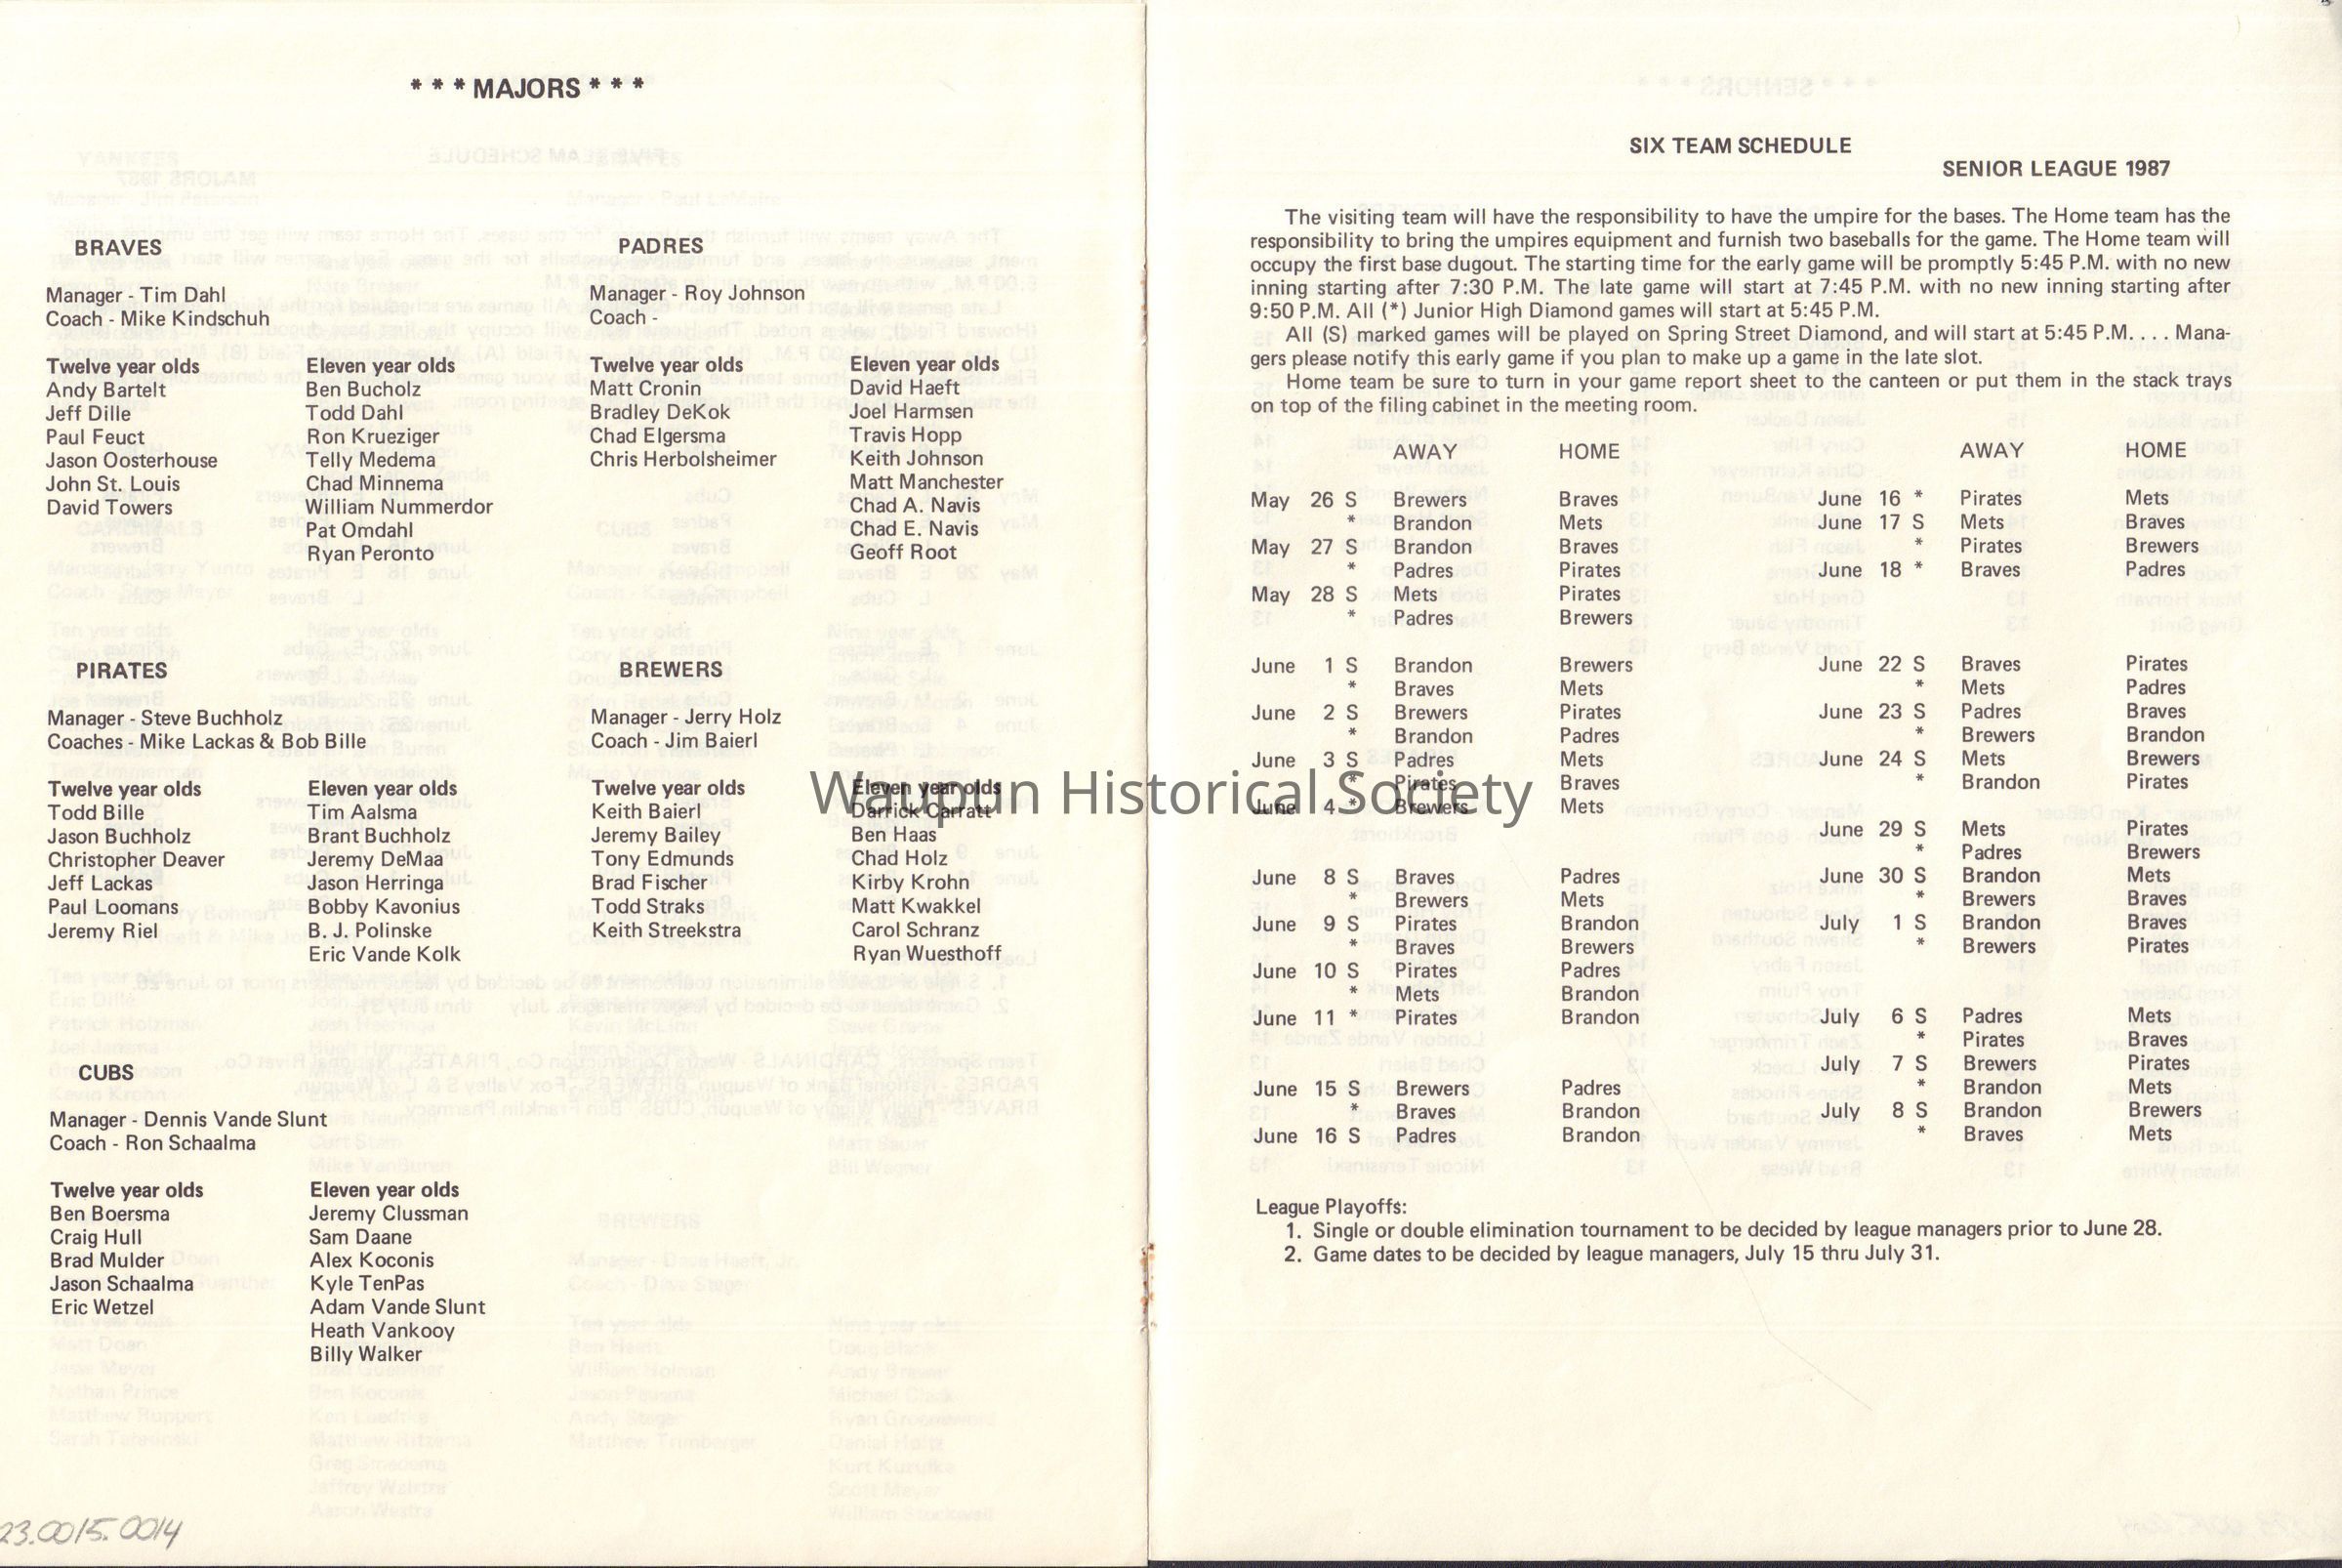 * * * MAJORS * * *
BRAVES
Manager - Tim Dahl
Coach - Mike Kindschuh
Twelve year olds
Andy Bartelt
Jeff Dille
Paul Feuct
Jason Oosterhouse
John St. Louis
David Towers
Eleven year olds
Ben Bucholz
Todd Dahl
Ron Krueziger
Telly Medema
Chad Minnema
William Nummerdor
Pat Omdahl
Ryan Peronto
PADRES
Manager - Roy Johnson
Coach -
Twelve year olds
Matt Cronin
Bradley DeKok
Chad Elgersma
Chris Herbolsheimer
Eleven year olds
David Haeft
Joel Harmsen
Travis Hopp
Keith Johnson
Matt Manchester
Chad A. Navis
Chad E. Navis
Geoff Root
PIRATES
Manager - Steve Buchholz
Coaches - Mike Lackas & Bob Bille
Twelve year olds
Todd Bille
Jason Buchholz
Christopher Deaver
Jeff Lackas
Paul Loomans
Jeremy Riel
Eleven year olds
Tim Aalsma
Brant Buchholz
Jeremy DeMaa
Jason Herringa
Bobby Kavonius
B. J. Polinske
Eric Vande Kolk
BREWERS
Manager - Jerry Holz
Coach - Jim Baierl
Twelve year olds
Keith Baierl
Jeremy Bailey
Tony Edmunds
Brad Fischer
Todd Straks
Keith Streekstra
Eleven year olds
Darrick Carratt
Ben Haas
Chad Holz
Kirby Krohn
Matt Kwakkel
Carol Schranz
Ryan Wuesthoff
CUBS
Manager - Dennis Vande Slunt
Coach - Ron Schaalma
Twelve year olds
Ben Boersma
Craig Hull
Brad Mulder
Jason Schaalma
Eric Wetzel
Eleven year olds
Jeremy Clussman
Sam Daane
Alex Koconis
Kyle TenPas
Adam Vande Slunt
Heath Vankooy
Billy Walker
23.0015.0014
Waupun Historical Society
SIX TEAM SCHEDULE
SENIOR LEAGUE 1987
The visiting team will have the responsibility to have the umpire for the bases. The Home team has the
responsibility to bring the umpires equipment and furnish two baseballs for the game. The Home team will
occupy the first base dugout. The starting time for the early game will be promptly 5:45 P.M. with no new
inning starting after 7:30 P.M. The late game will start at 7:45 P.M. with no new inning starting after
9:50 P.M. All (*) Junior High Diamond games will start at 5:45 P.M.
All (S) marked games will be played on Spring Street Diamond, and will start at 5:45 P.M. . . . Mana-
gers please notify this early game if you plan to make up a game in the late slot.
Home team be sure to turn in your game report sheet to the canteen or put them in the stack trays
on top of the filing cabinet in the meeting room.
AWAY HOME
May 26 S Brewers Braves
* Brandon Mets
May 27 S Brandon Braves
* Padres Pirates
May 28 S Mets Pirates
* Padres Brewers
June 1 S Brandon Brewers
* Braves Mets
June 2 S Brewers Pirates
* Brandon Padres
June 3 S Padres Mets
* Pirates Braves
June 4 * Brewers Mets
June 8 S Braves Padres
* Brewers Mets
June 9 S Pirates Brandon
* Braves Brewers
June 10 S Pirates Padres
* Mets Brandon
June 11 * Pirates Brandon
June 15 S Brewers Padres
* Braves Brandon
June 16 S Padres Brandon
AWAY HOME
June 16 * Pirates Mets
June 17 S Mets Braves
* Pirates Brewers
June 18 * Braves Padres
June 22 S Braves Pirates
* Mets Padres
June 23 S Padres Braves
* Brewers Brandon
June 24 S Mets Brewers
* Brandon Pirates
June 29 S Mets Pirates
* Padres Brewers
June 30 S Brandon Mets
* Brewers Braves
July 1 S Brandon Braves
* Brewers Pirates
July 6 S Padres Mets
* Pirates Braves
July 7 S Brewers Pirates
* Brandon Mets
July 8 S Brandon Brewers
* Braves Mets
League Playoffs:
1. Single or double elimination tournament to be decided by league managers prior to June 28.
2. Game dates to be decided by league managers, July 15 thru July 31.